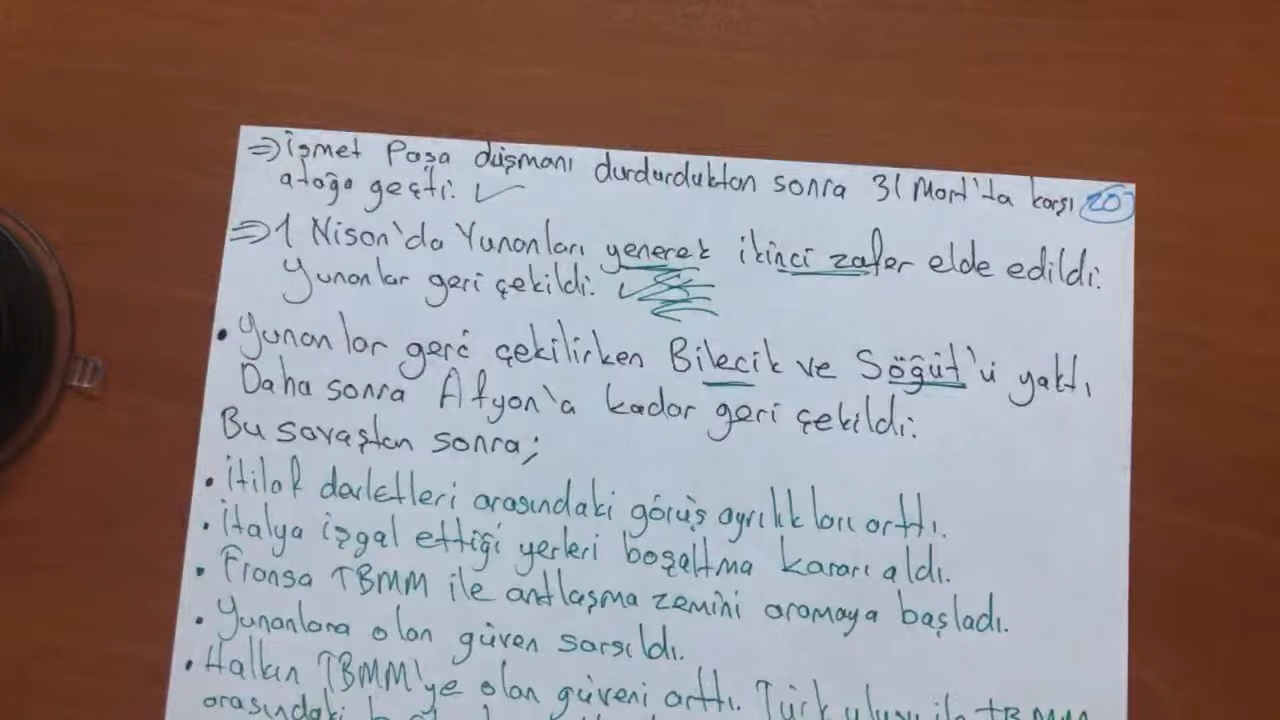 ⇒ İsmet Paşa düşmanı durdurduktan sonra 31 Mart'ta karşı 20
atağa geçti. ✓
⇒ 1 Nisan'da Yunanları yenerek ikinci zafer elde edildi.
Yunanlar geri çekildi. ✓
• Yunanlar geri çekilirken Bilecik ve Söğüt'ü yaktı.
Daha sonra Afyon'a kadar geri çekildi.
Bu savaştan sonra;
• İtilaf devletleri arasındaki görüş ayrılıkları arttı.
• İtalya işgal ettiği yerleri boşaltma kararı aldı.
• Fransa TBMM ile antlaşma zemini aramaya başladı.
• Yunanlara olan güven sarsıldı.
• Halkın TBMM'ye olan güveni arttı. Türk ulusu ile TBMM
arasındaki